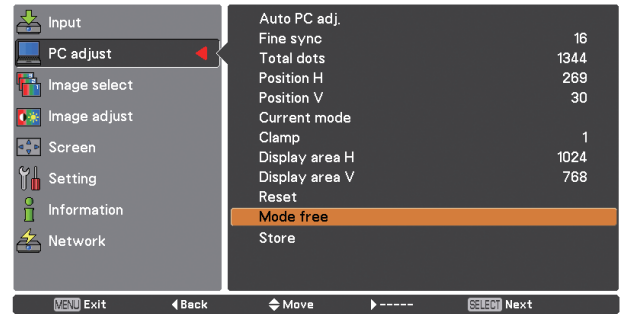 Input
PC adjust
Image select
Image adjust
Screen
Setting
Information
Network
Auto PC adj.
Fine sync 16
Total dots 1344
Position H 269
Position V 30
Current mode
Clamp 1
Display area H 1024
Display area V 768
Reset
Mode free
Store
MENU Exit Back Move ----- SELECT Next